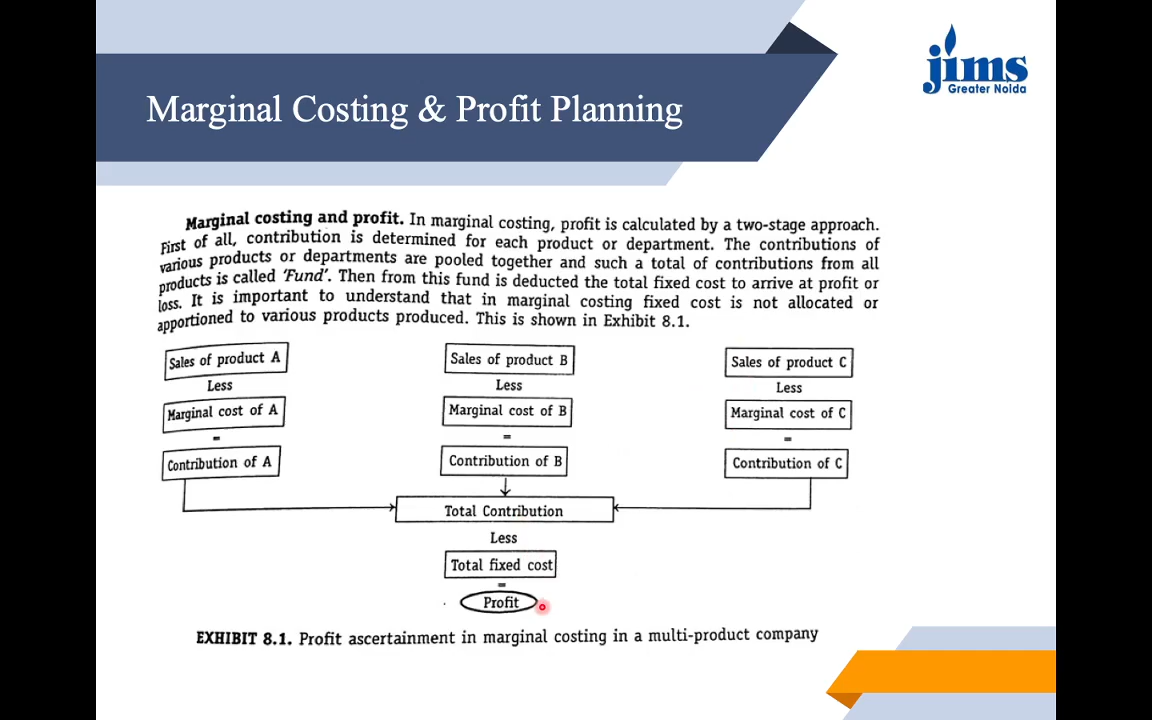 jims
Greater Noida
Marginal Costing & Profit Planning
Marginal costing and profit. In marginal costing, profit is calculated by a two-stage approach.
First of all, contribution is determined for each product or department. The contributions of
various products or departments are pooled together and such a total of contributions from all
products is called 'Fund'. Then from this fund is deducted the total fixed cost to arrive at profit or
loss. It is important to understand that in marginal costing fixed cost is not allocated or
apportioned to various products produced. This is shown in Exhibit 8.1.
Sales of product A Sales of product B Sales of product C
Less Less Less
Marginal cost of A Marginal cost of B Marginal cost of C
= = =
Contribution of A Contribution of B Contribution of C
Total Contribution
Less
Total fixed cost
=
Profit
EXHIBIT 8.1. Profit ascertainment in marginal costing in a multi-product company